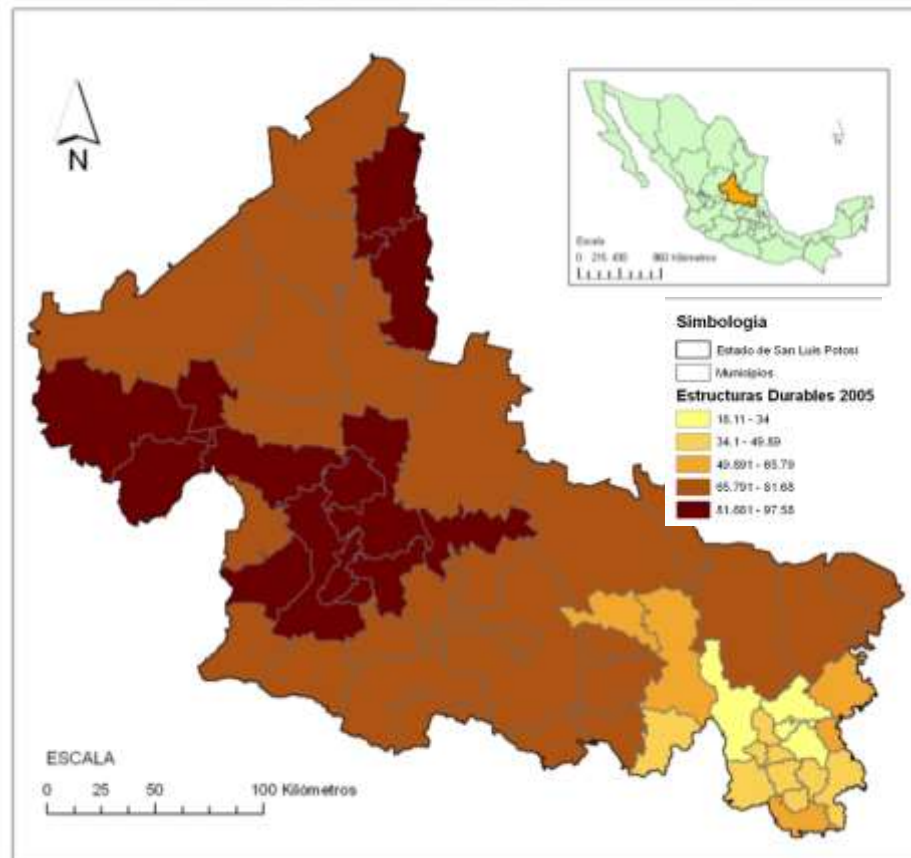 N
Escala
0 215 430 860 Kilómetros
Simbología
Estado de San Luis Potosí
Municipios
Estructuras Durables 2005
18.11 - 34
34.1 - 49.89
49.891 - 65.79
65.791 - 81.68
81.681 - 97.58
ESCALA
0 25 50 100 Kilómetros